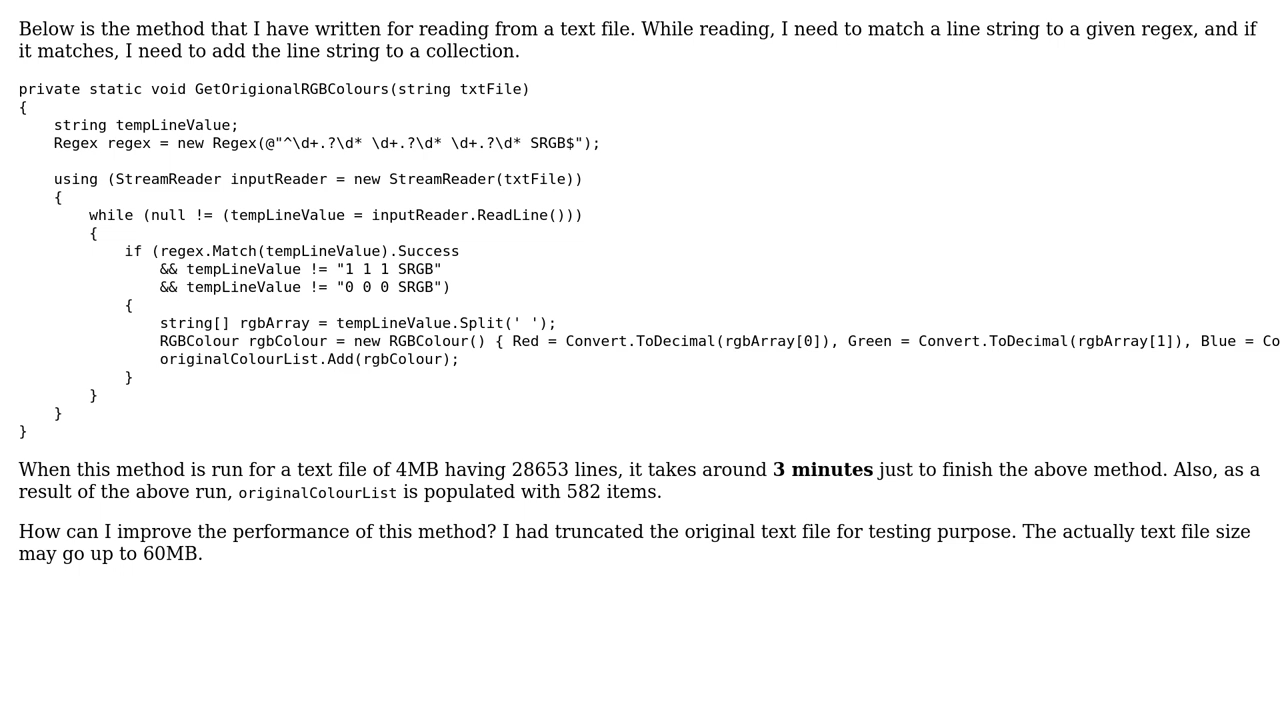 Below is the method that I have written for reading from a text file. While reading, I need to match a line string to a given regex, and if
it matches, I need to add the line string to a collection.
private static void GetOrigionalRGBColours(string txtFile)
{
    string tempLineValue;
    Regex regex = new Regex(@"^\d+.?\d* \d+.?\d* \d+.?\d* SRGB$");
    using (StreamReader inputReader = new StreamReader(txtFile))
    {
        while (null != (tempLineValue = inputReader.ReadLine()))
        {
            if (regex.Match(tempLineValue).Success
                && tempLineValue != "1 1 1 SRGB"
                && tempLineValue != "0 0 0 SRGB")
            {
                string[] rgbArray = tempLineValue.Split(' ');
                RGBColour rgbColour = new RGBColour() { Red = Convert.ToDecimal(rgbArray[0]), Green = Convert.ToDecimal(rgbArray[1]), Blue = Co
                originalColourList.Add(rgbColour);
            }
        }
    }
}
When this method is run for a text file of 4MB having 28653 lines, it takes around 3 minutes just to finish the above method. Also, as a
result of the above run, originalColourList is populated with 582 items.
How can I improve the performance of this method? I had truncated the original text file for testing purpose. The actually text file size
may go up to 60MB.